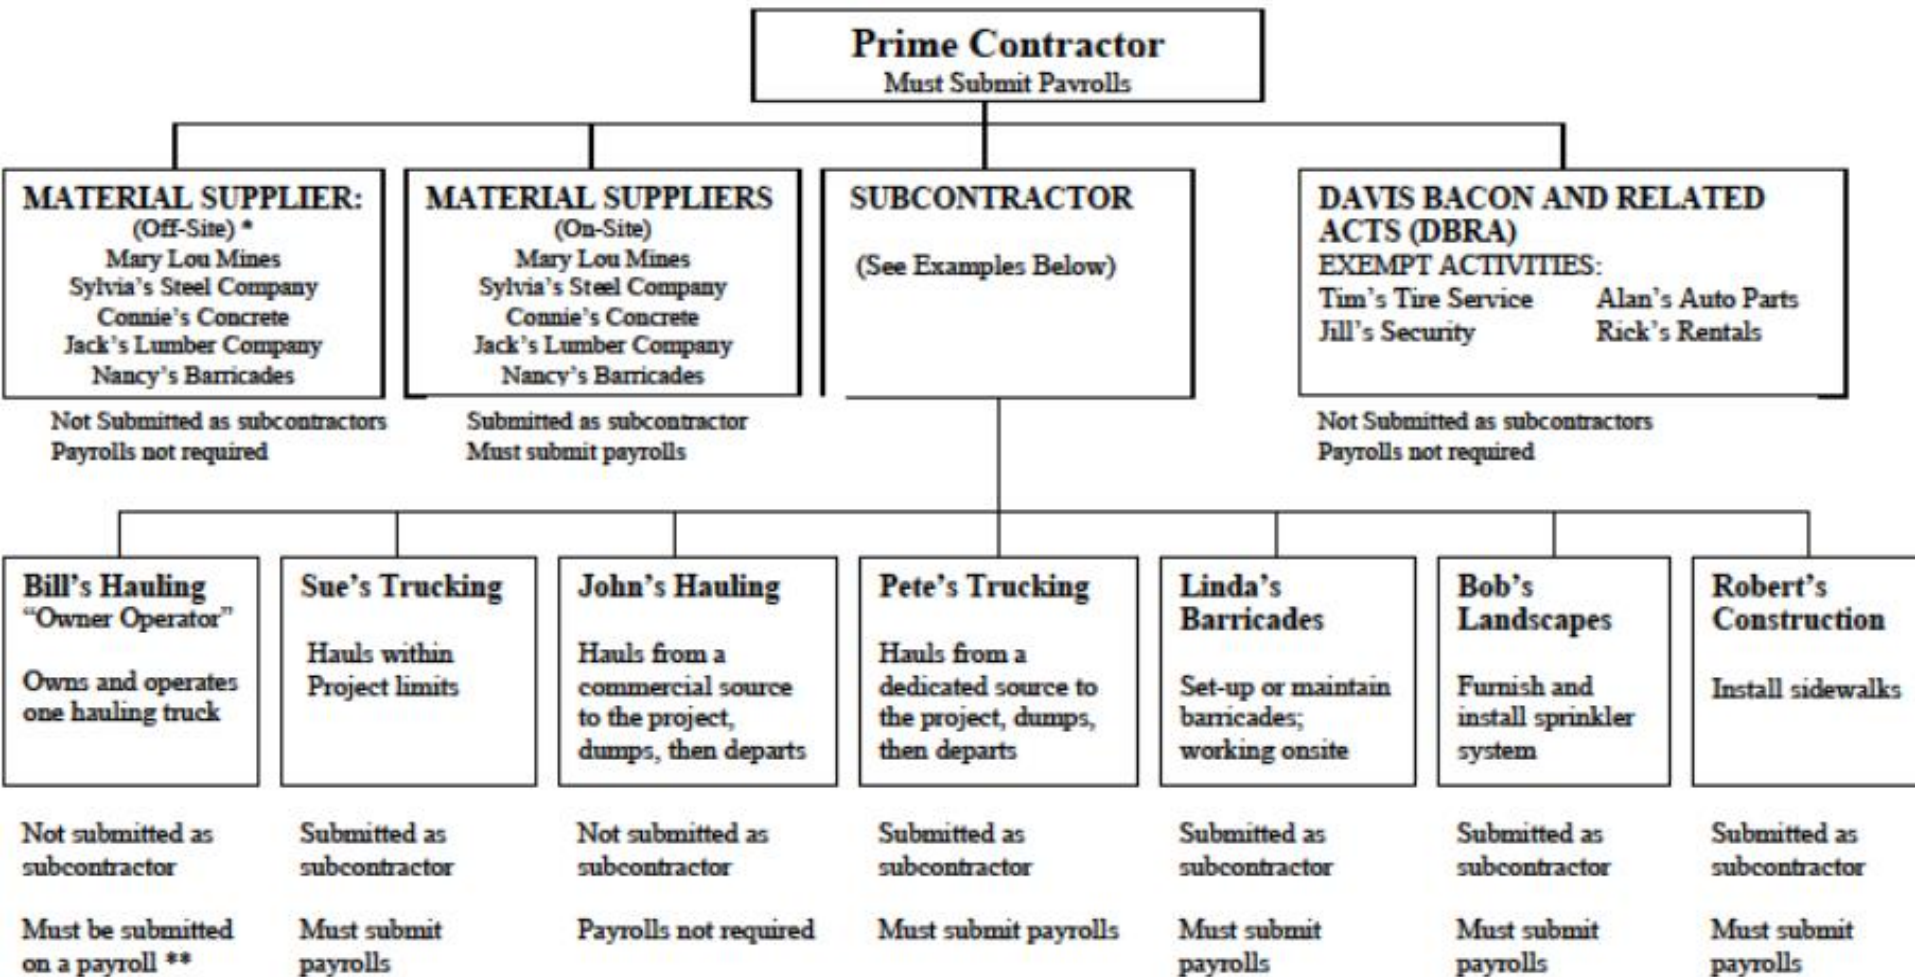 Prime Contractor
Must Submit Pavrolls
MATERIAL SUPPLIER:
(Off-Site) *
Mary Lou Mines
Sylvia's Steel Company
Connie's Concrete
Jack's Lumber Company
Nancy's Barricades
Not Submitted as subcontractors
Payrolls not required
MATERIAL SUPPLIERS
(On-Site)
Mary Lou Mines
Sylvia's Steel Company
Connie's Concrete
Jack's Lumber Company
Nancy's Barricades
Submitted as subcontractor
Must submit payrolls
SUBCONTRACTOR
(See Examples Below)
DAVIS BACON AND RELATED
ACTS (DBRA)
EXEMPT ACTIVITIES:
Tim's Tire Service Alan's Auto Parts
Jill's Security Rick's Rentals
Not Submitted as subcontractors
Payrolls not required
Bill's Hauling
“Owner Operator”
Owns and operates
one hauling truck
Not submitted as
subcontractor
Must be submitted
on a payroll **
Sue's Trucking
Hauls within
Project limits
Submitted as
subcontractor
Must submit
payrolls
John's Hauling
Hauls from a
commercial source
to the project,
dumps, then departs
Not submitted as
subcontractor
Payrolls not required
Pete's Trucking
Hauls from a
dedicated source to
the project, dumps,
then departs
Submitted as
subcontractor
Must submit payrolls
Linda's
Barricades
Set-up or maintain
barricades;
working onsite
Submitted as
subcontractor
Must submit
payrolls
Bob's
Landscapes
Furnish and
install sprinkler
system
Submitted as
subcontractor
Must submit
payrolls
Robert's
Construction
Install sidewalks
Submitted as
subcontractor
Must submit
payrolls